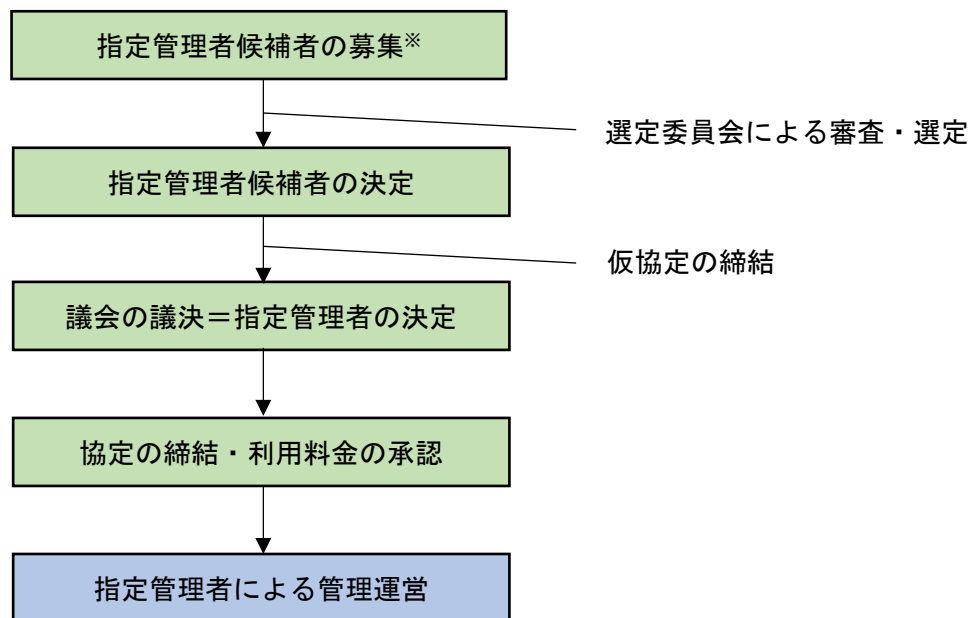 指定管理者候補者の募集※
選定委員会による審査・選定
指定管理者候補者の決定
仮協定の締結
議会の議決＝指定管理者の決定
協定の締結・利用料金の承認
指定管理者による管理運営